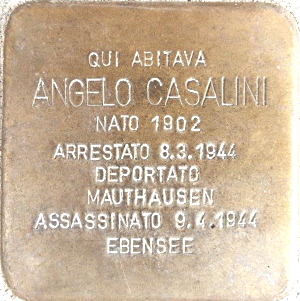 QUI ABITAVA
ANGELO CASALINI
NATO 1902
ARRESTATO 8.3.1944
DEPORTATO
MAUTHAUSEN
ASSASSINATO 9.4.1944
EBENSEE